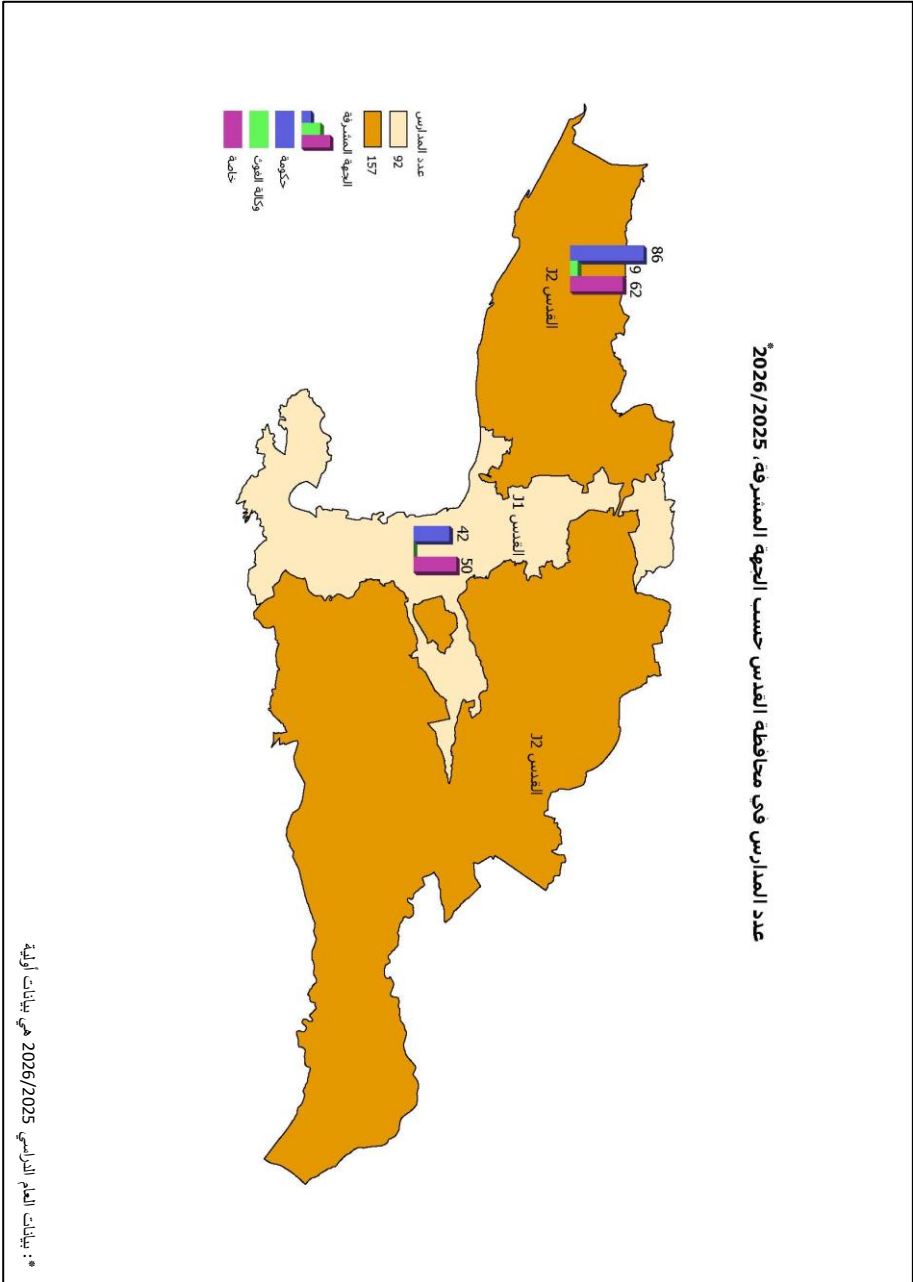 عدد المدارس في محافظة القدس حسب الجهة المشرفة، 2026/2025*
86
9
62
القدس J2
القدس J1
42
50
القدس J2
عدد المدارس
92
157
الجهة المشرفة
حكومة
وكالة الغوث
خاصة
*: بيانات العام الدراسي 2026/2025 هي بيانات أولية